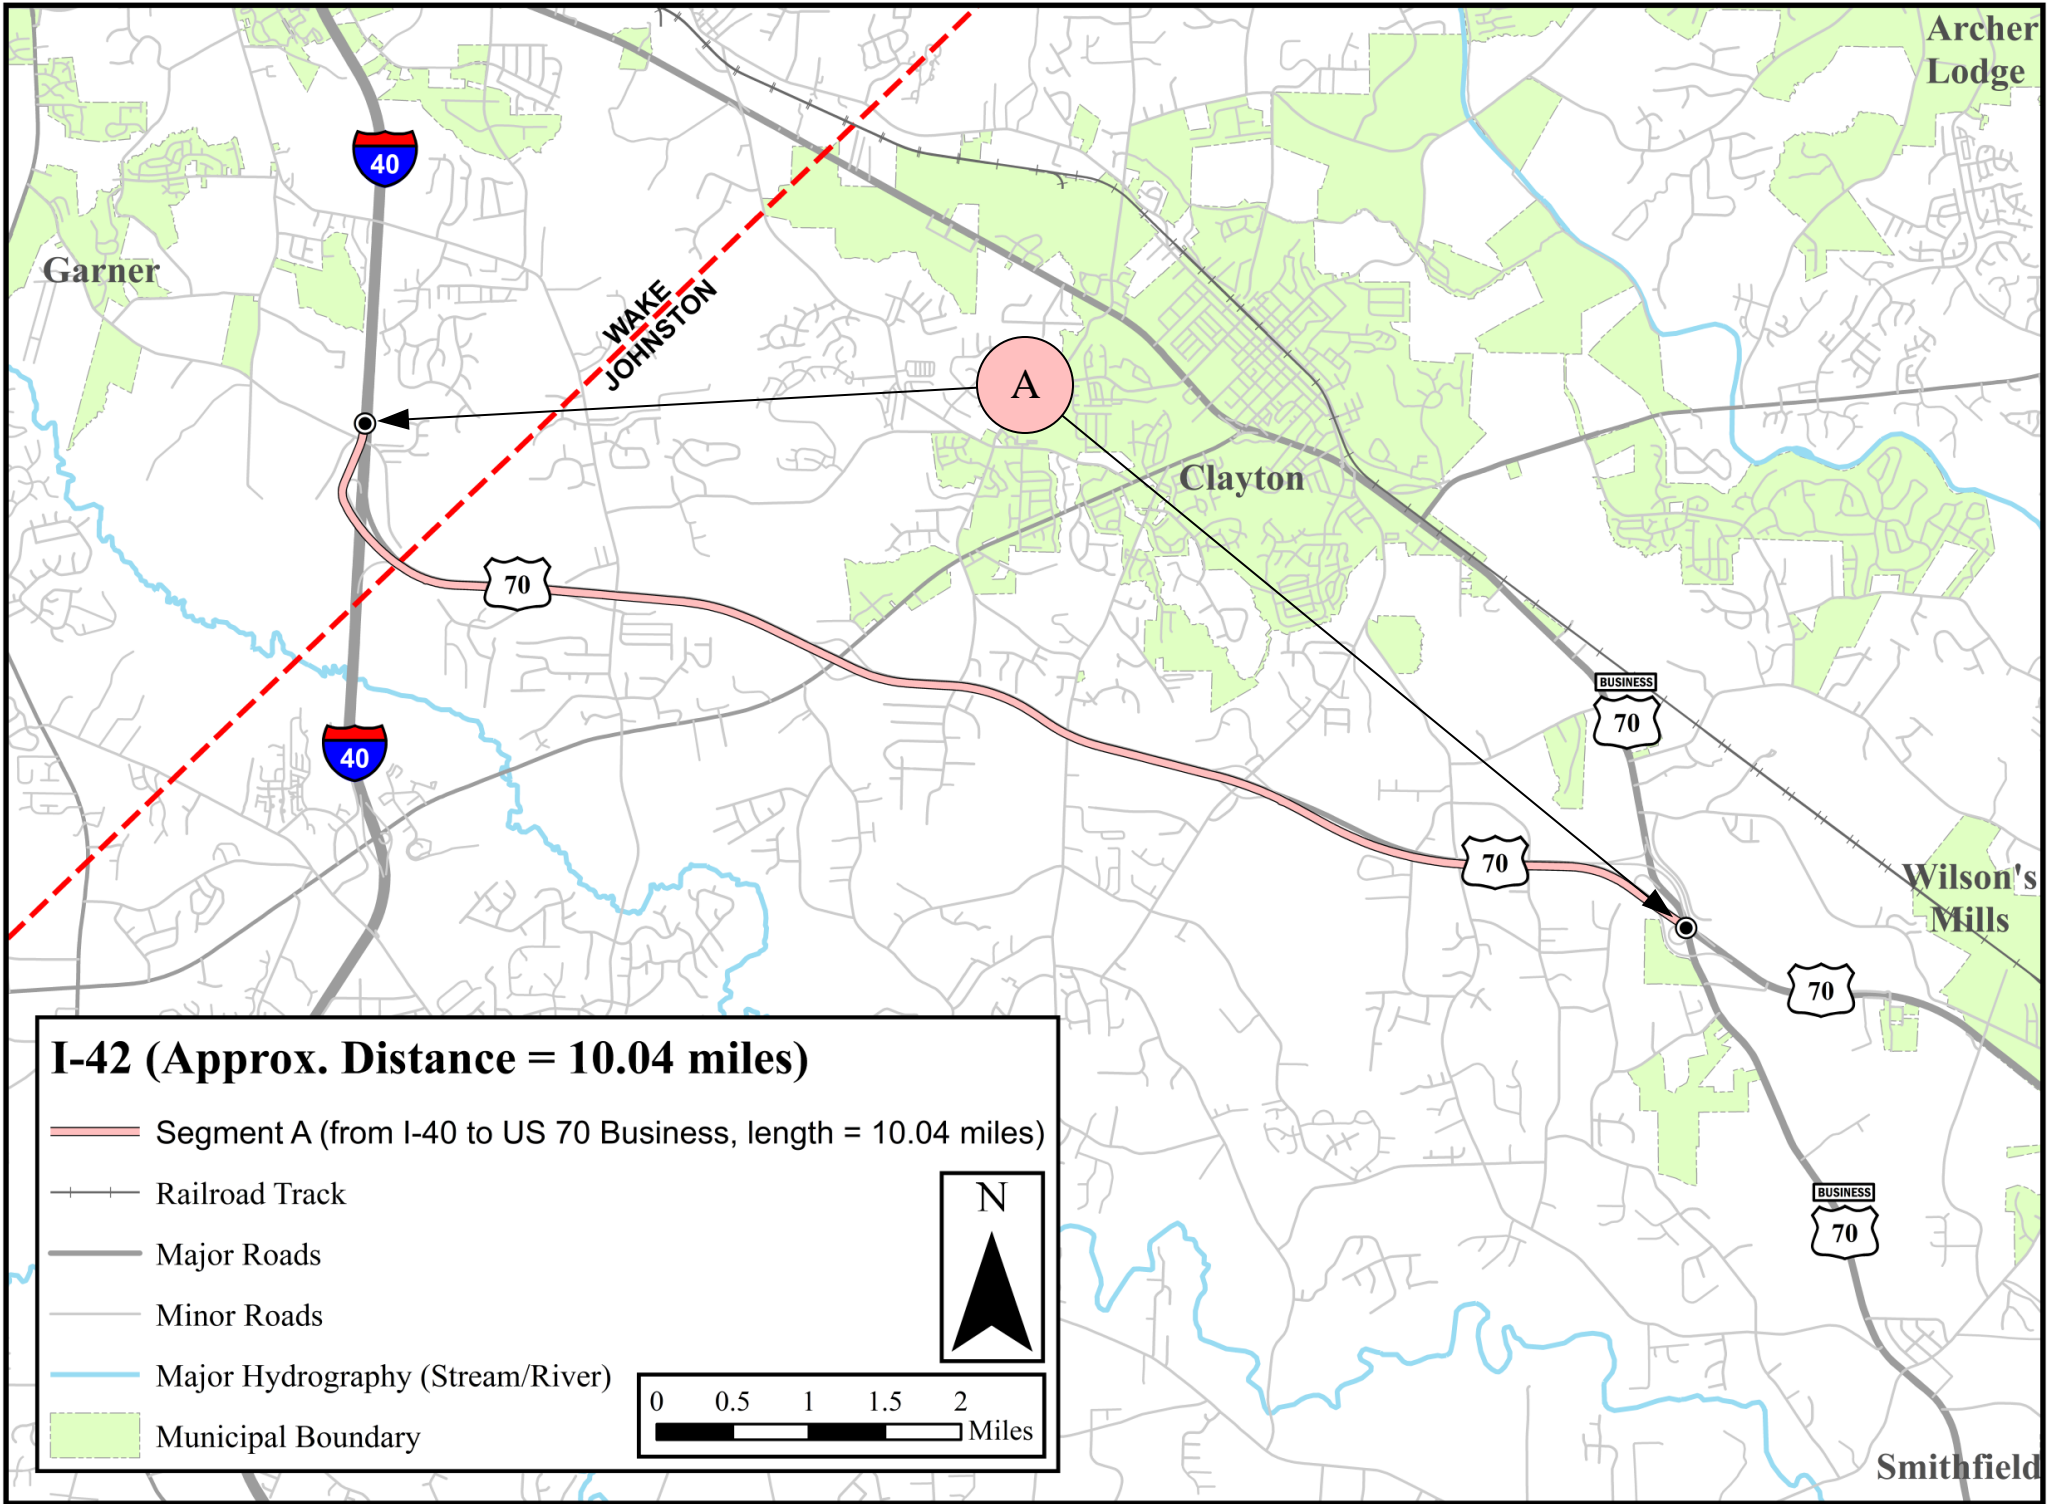 Archer
Lodge
40
Garner
WAKE
JOHNSTON
A
Clayton
70
BUSINESS
70
40
70
Wilson's
Mills
70
I-42 (Approx. Distance = 10.04 miles)
Segment A (from I-40 to US 70 Business, length = 10.04 miles)
Railroad Track
Major Roads
Minor Roads
Major Hydrography (Stream/River)
Municipal Boundary
N
0 0.5 1 1.5 2
Miles
BUSINESS
70
Smithfield